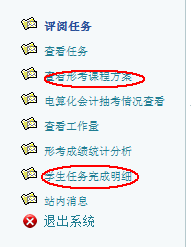 评阅任务
查看任务
查看形考课程方案
电算化会计抽考情况查看
查看工作量
形考成绩统计分析
学生任务完成明细
站内消息
退出系统